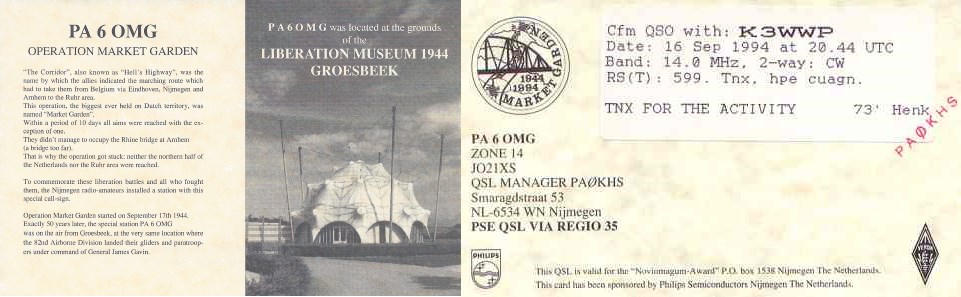 PA 6 OMG
OPERATION MARKET GARDEN
"The Corridor", also known as "Hell's Highway", was the
name by which the allies indicated the marching route which
had to take them from Belgium via Eindhoven, Nijmegen and
Arnhem to the Ruhr area.
This operation, the biggest ever held on Dutch territory, was
named "Market Garden".
Within a period of 10 days all aims were reached with the ex-
ception of one.
They didn't manage to occupy the Rhine bridge at Arnhem
(a bridge too far).
That is why the operation got stuck: neither the northern half of
the Netherlands nor the Ruhr area were reached.
To commemorate these liberation battles and all who fought
them, the Nijmegen radio-amateurs installed a station with this
special call-sign.
Operation Market Garden started on September 17th 1944.
Exactly 50 years later, the special station PA 6 OMG
was on the air from Groesbeek, at the very same location where
the 82nd Airborne Division landed their gliders and paratroop-
ers under command of General James Gavin.
PA6OMG was located at the grounds
of the
LIBERATION MUSEUM 1944
GROESBEEK
MARKET GARDEN
1944
1994
PA 6 OMG
ZONE 14
JO21XS
QSL MANAGER PAØKHS
Smaragdstraat 53
NL-6534 WN Nijmegen
PSE QSL VIA REGIO 35
Cfm QSO with: K3WWP
Date: 16 Sep 1994 at 20.44 UTC
Band: 14.0 MHz, 2-way: CW
RS(T): 599. Tnx, hpe cuagn.
TNX FOR THE ACTIVITY 73' Henk
PAØKHS
PHILIPS
This QSL is valid for the "Noviomagum-Award" P.O. box 1538 Nijmegen The Netherlands.
This card has been sponsored by Philips Semiconductors Nijmegen The Netherlands.